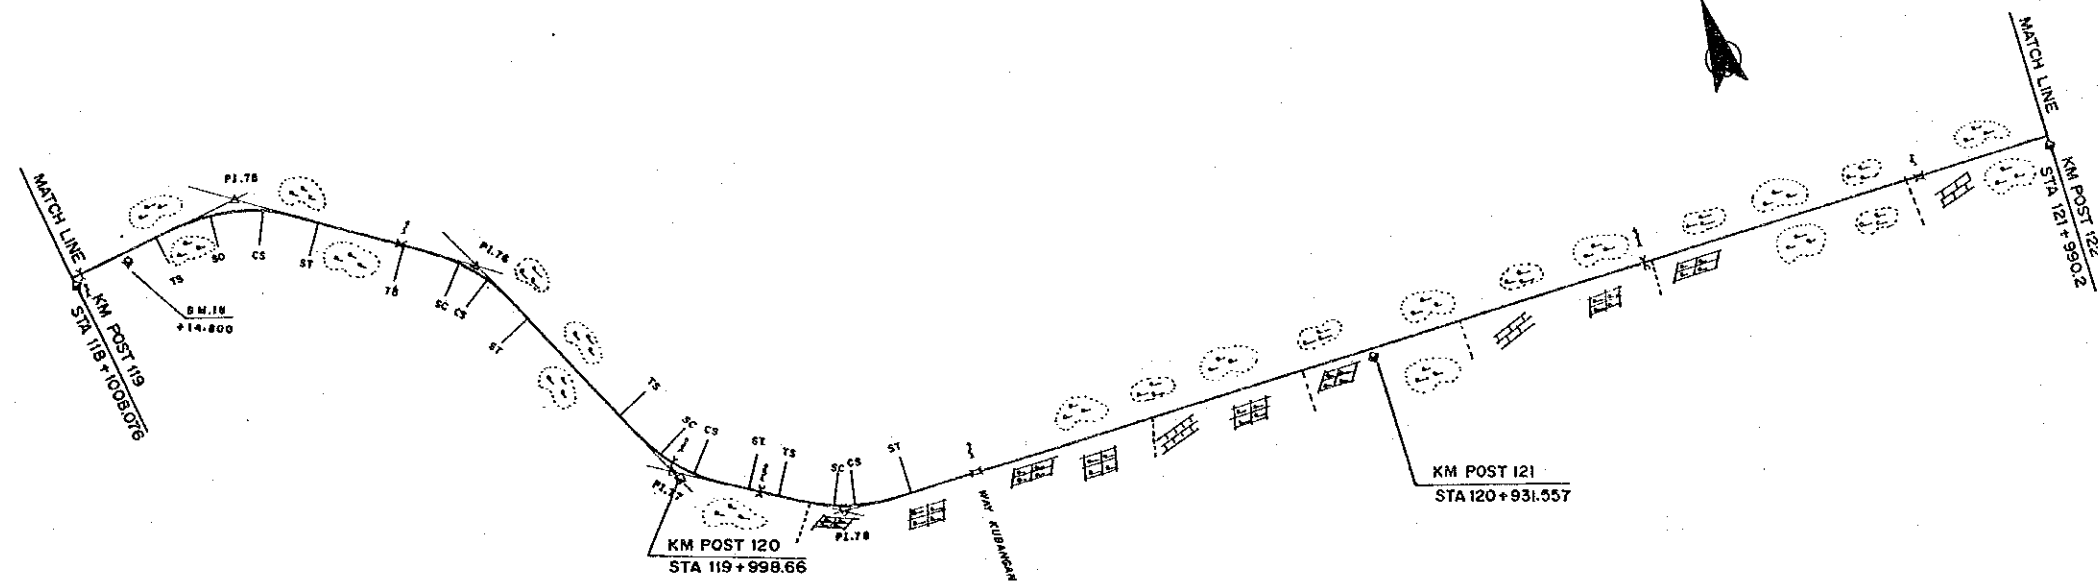 MATCH LINE
KM POST 119
STA 118+1008.076
TS
SC
CS
ST
+14.800
TS
SC CS
PI.76
ST
TS
SC CS
PI.77
ST
TS
KM POST 120
STA 119+998.66
SC CS
PI.78
ST
WAY KUBANGAN
KM POST 121
STA 120+931.557
MATCH LINE
KM POST 122
STA 121+990.2